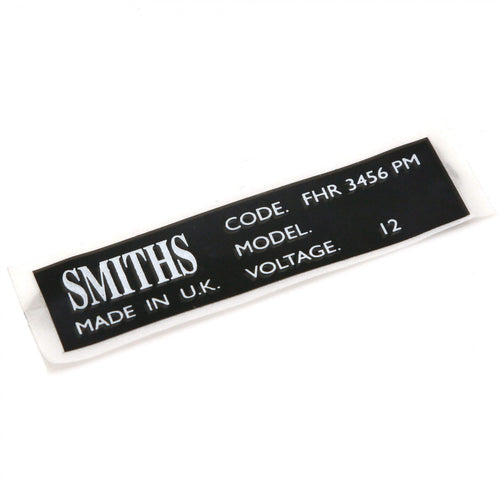 SMITHS
MADE IN U.K.
CODE. FHR 3456 PM
MODEL.
VOLTAGE. 12